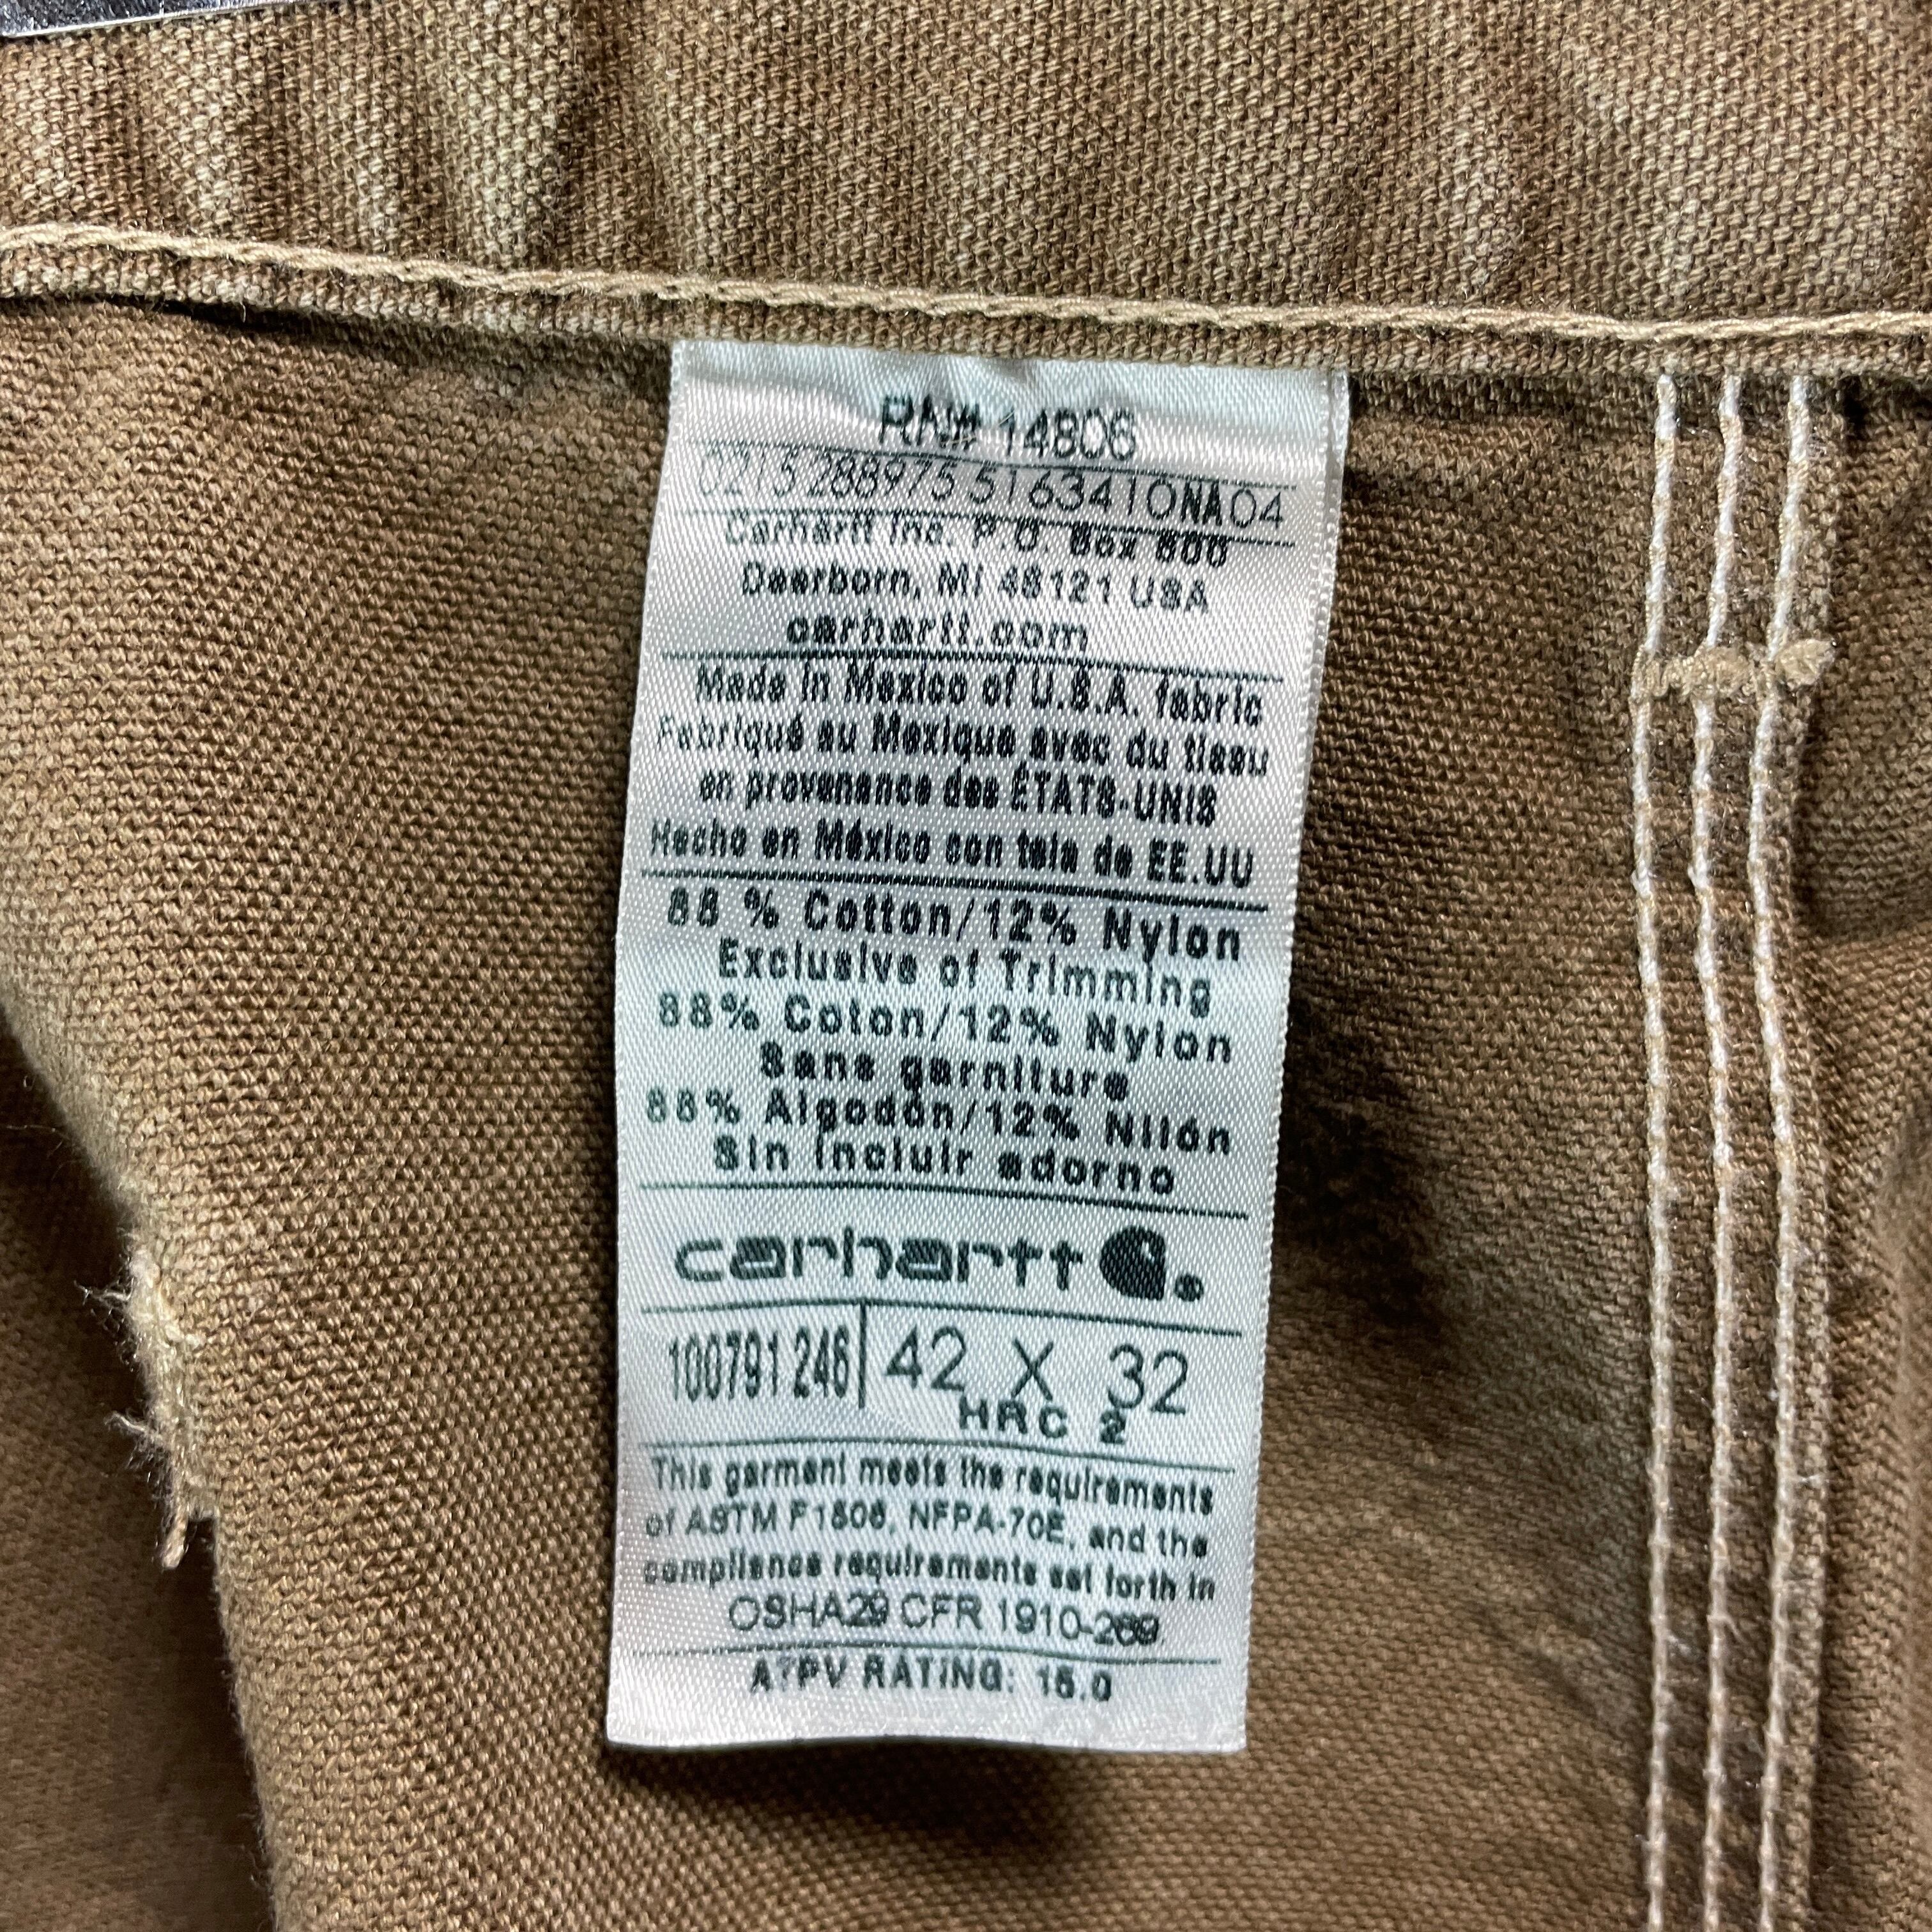 RN# 14806
0215 288975 5163410NA04
Carhartt Inc. P.O. Box 600
Dearborn, MI 48121 USA
carhartt.com
Made in Mexico of U.S.A. fabric
Fabriqué au Mexique avec du tissu
en provenance des ÉTATS-UNIS
Hecho en México con tela de EE.UU
88 % Cotton/12% Nylon
Exclusive of Trimming
88% Coton/12% Nylon
Sans garniture
88% Algodón/12% Nilón
Sin incluir adorno
carhartt
100791 246 42 X 32
HRC 2
This garment meets the requirements
of ASTM F1506, NFPA-70E, and the
compliance requirements set forth in
OSHA29 CFR 1910-269.
ATPV RATING: 15.0